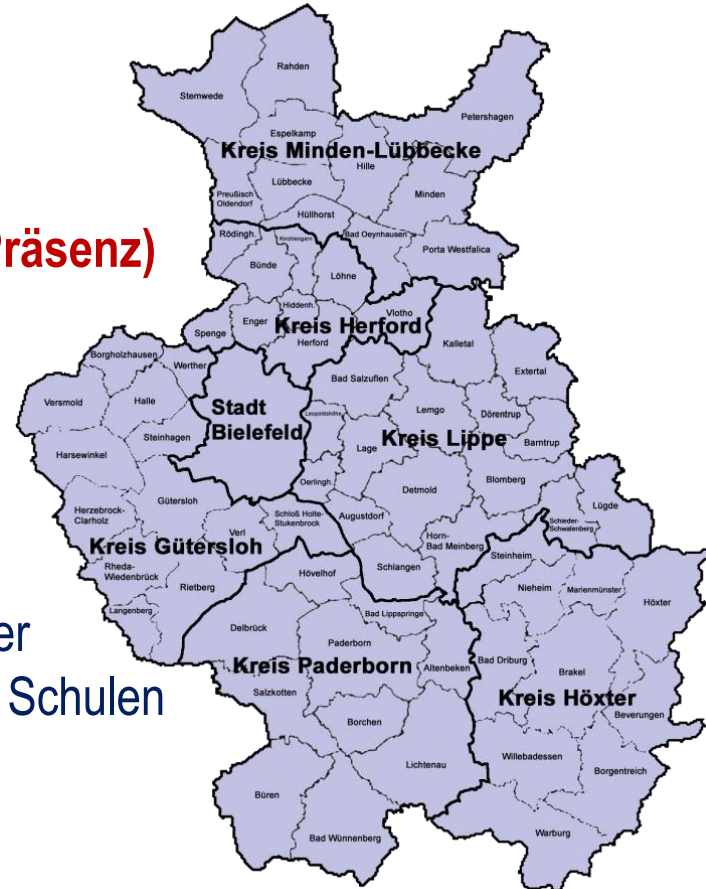 Rahden
Stemwede
Petershagen
Espelkamp
Kreis Minden-Lübbecke
Hille
Lübbecke
Minden
Preußisch
Oldendorf
Hüllhorst
Rödingh.
Kirchlengern
Bad Oeynhausen
Porta Westfalica
Präsenz)
Bünde
Löhne
Hiddenh.
Vlotho
Enger
Kreis Herford
Spenge
Herford
Kalletal
Borgholzhausen
Werther
Bad Salzuflen
Extertal
Versmold
Halle
Stadt
Bielefeld
Leopoldshöhe
Lemgo
Dörentrup
Steinhagen
Kreis Lippe
Barntrup
Lage
Harsewinkel
Oerlingh.
Detmold
Blomberg
Gütersloh
Lügde
Herzebrock-
Clarholz
Schloß Holte-
Stukenbrock
Augustdorf
Schieder-
Schwalenberg
Verl
Horn-
Bad Meinberg
Kreis Gütersloh
Steinheim
Rheda-
Wiedenbrück
Schlangen
Hövelhof
Rietberg
Nieheim
Marienmünster
Höxter
Langenberg
Bad Lippspringe
er
Delbrück
Paderborn
Kreis Paderborn
Altenbeken
Bad Driburg
Brakel
Schulen
Salzkotten
Kreis Höxter
Borchen
Beverungen
Lichtenau
Willebadessen
Borgentreich
Büren
Bad Wünnenberg
Warburg